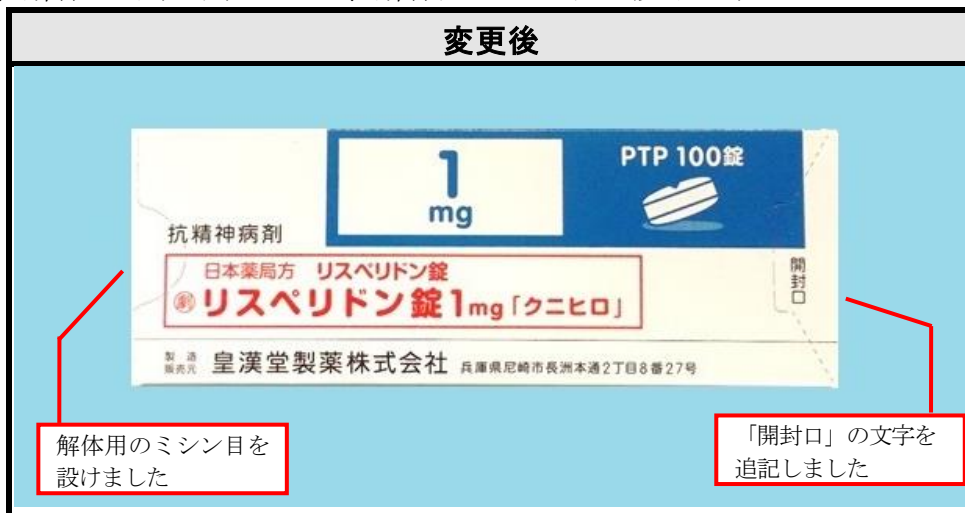 変更後
1
mg
PTP 100錠
抗精神病剤
開封口
日本薬局方 リスペリドン錠
劇 リスペリドン錠1mg「クニヒロ」
製造販売元 皇漢堂製薬株式会社 兵庫県尼崎市長洲本通2丁目8番27号
解体用のミシン目を
設けました
「開封口」の文字を
追記しました